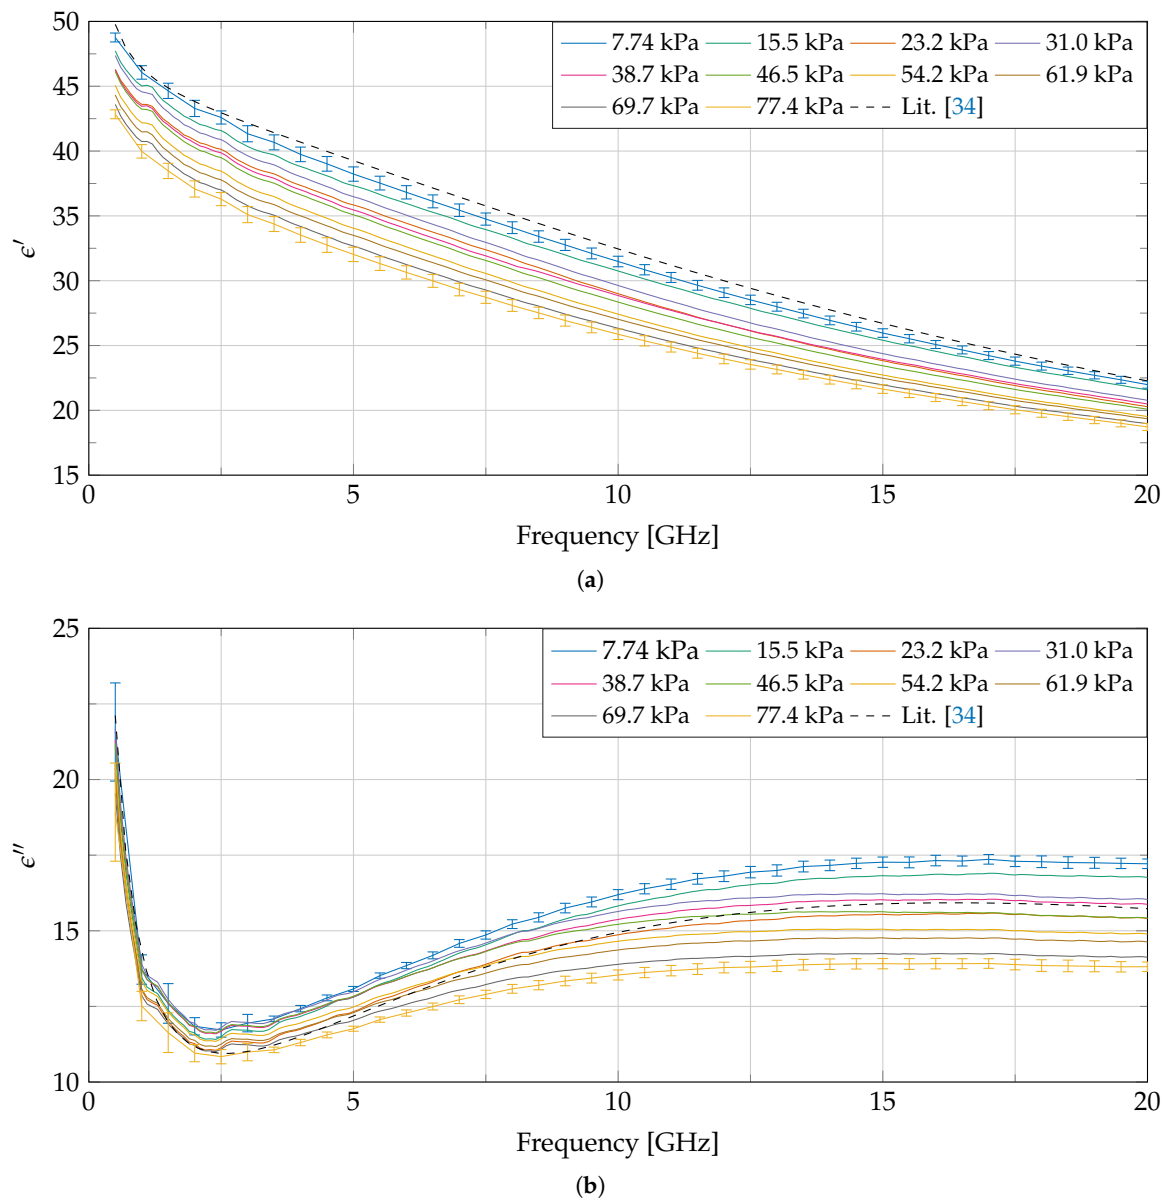 50
45
40
35
30
25
20
15
ϵ′
7.74 kPa 15.5 kPa 23.2 kPa 31.0 kPa
38.7 kPa 46.5 kPa 54.2 kPa 61.9 kPa
69.7 kPa 77.4 kPa Lit. [34]
0 5 10 15 20
Frequency [GHz]
(a)
25
20
15
10
ϵ′′
7.74 kPa 15.5 kPa 23.2 kPa 31.0 kPa
38.7 kPa 46.5 kPa 54.2 kPa 61.9 kPa
69.7 kPa 77.4 kPa Lit. [34]
0 5 10 15 20
Frequency [GHz]
(b)